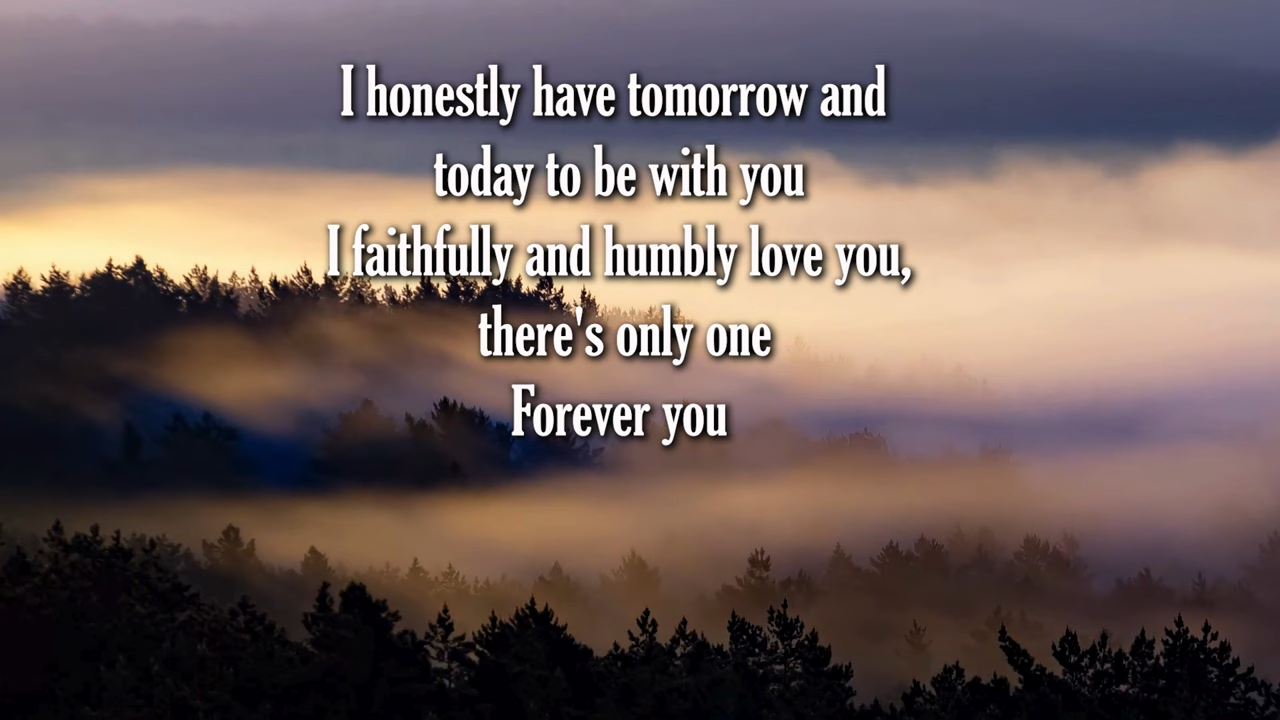 I honestly have tomorrow and
today to be with you
I faithfully and humbly love you,
there's only one
Forever you